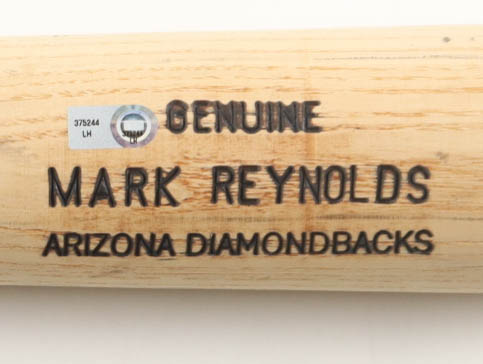 GENUINE
375244
LH
MARK REYNOLDS
ARIZONA DIAMONDBACKS